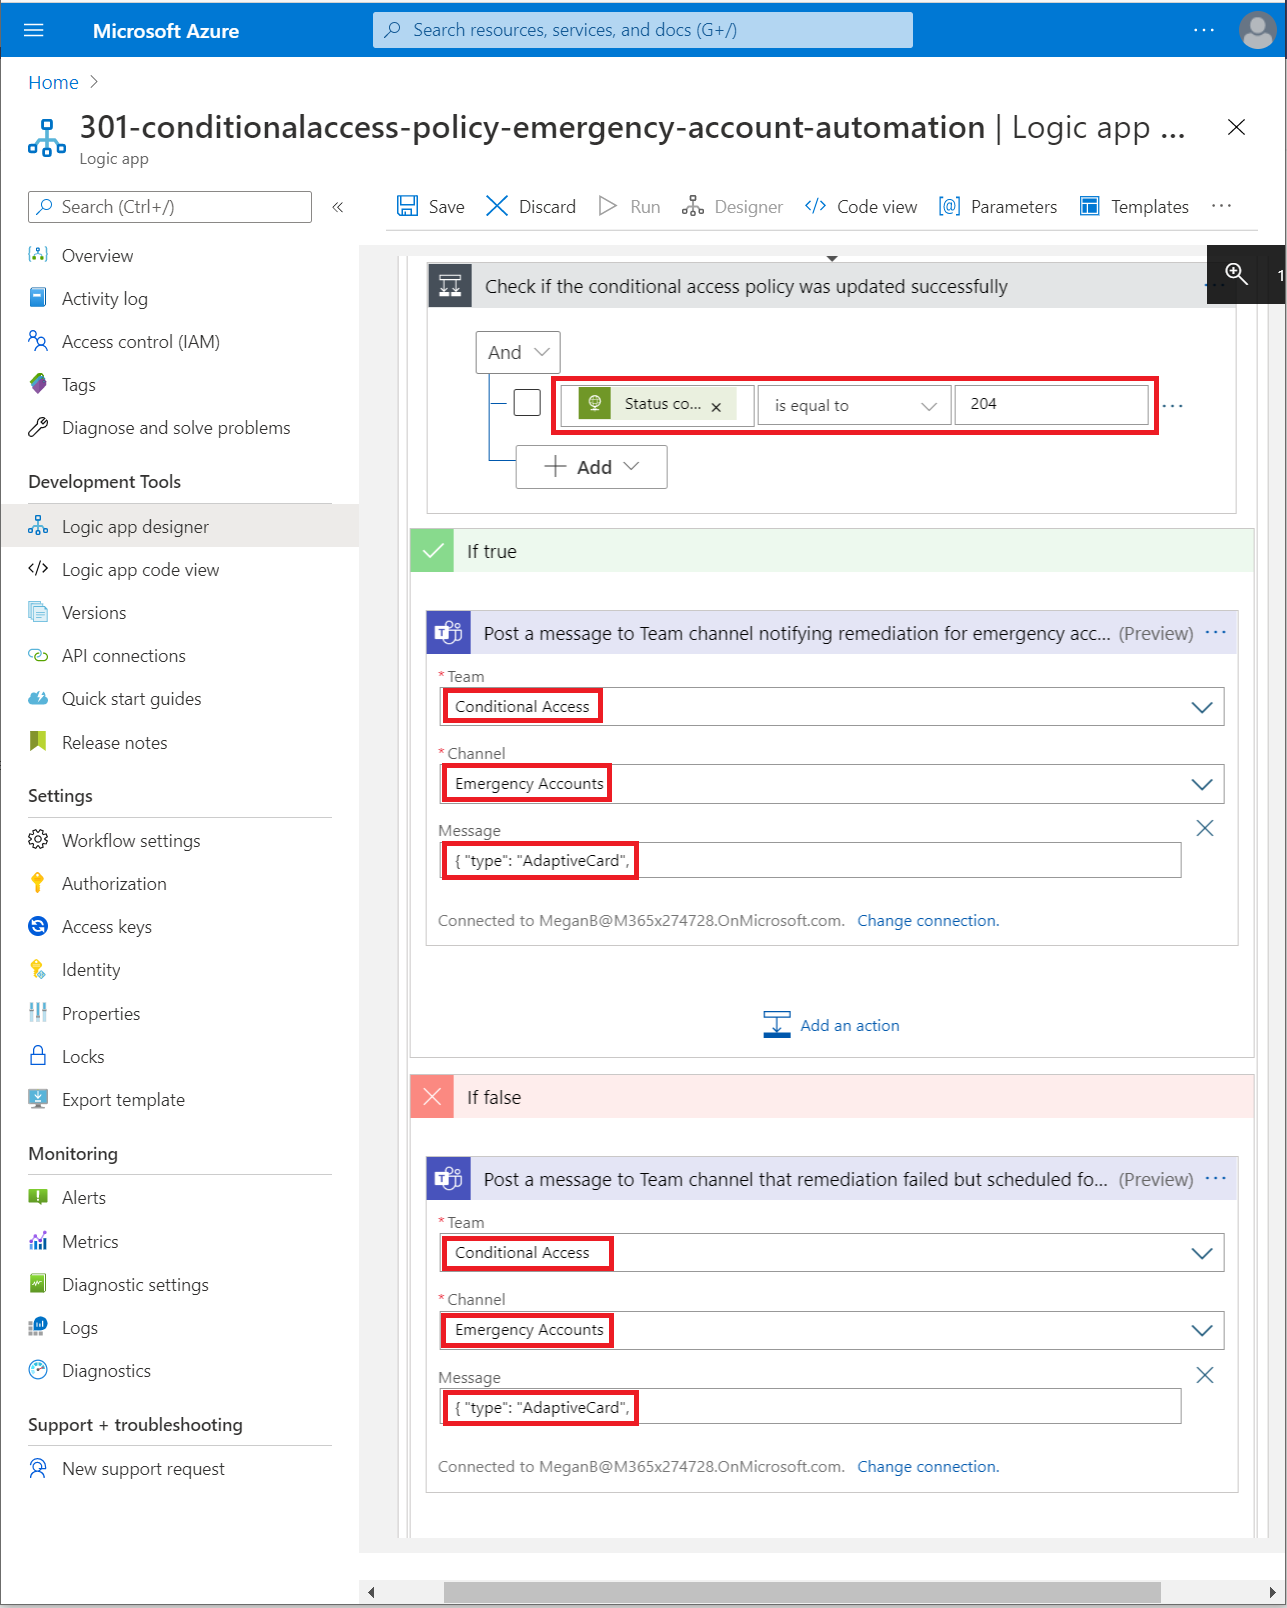 Microsoft Azure
Search resources, services, and docs (G+/)
Home
301-conditionalaccess-policy-emergency-account-automation | Logic app ...
Logic app
Search (Ctrl+/)
Save
Discard
Run
Designer
Code view
Parameters
Templates
Overview
Activity log
Access control (IAM)
Tags
Diagnose and solve problems
Development Tools
Logic app designer
Logic app code view
Versions
API connections
Quick start guides
Release notes
Settings
Workflow settings
Authorization
Access keys
Identity
Properties
Locks
Export template
Monitoring
Alerts
Metrics
Diagnostic settings
Logs
Diagnostics
Support + troubleshooting
New support request
Check if the conditional access policy was updated successfully
1
And
Status co... × is equal to 204
Add
If true
Post a message to Team channel notifying remediation for emergency acc... (Preview)
* Team
Conditional Access
* Channel
Emergency Accounts
Message
{ "type": "AdaptiveCard",
Connected to MeganB@M365x274728.OnMicrosoft.com. Change connection.
Add an action
If false
Post a message to Team channel that remediation failed but scheduled fo... (Preview)
* Team
Conditional Access
* Channel
Emergency Accounts
Message
{ "type": "AdaptiveCard",
Connected to MeganB@M365x274728.OnMicrosoft.com. Change connection.